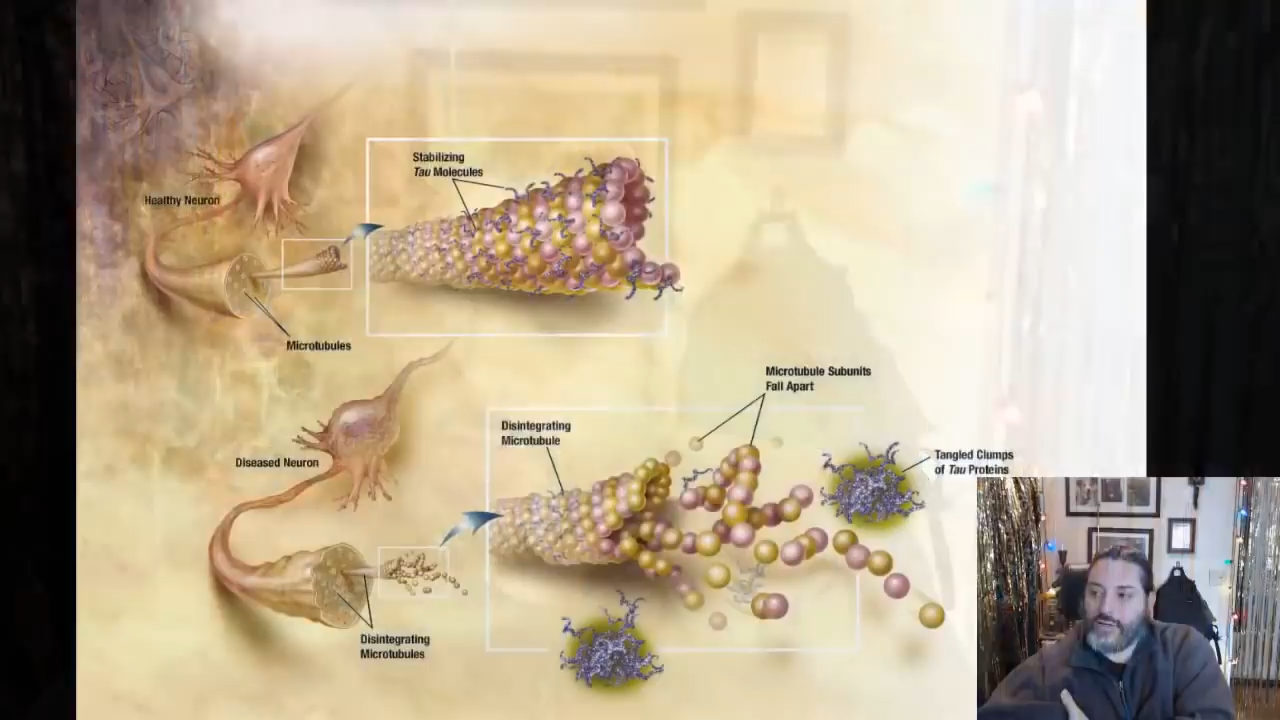 Stabilizing
Tau Molecules
Healthy Neuron
Microtubules
Microtubule Subunits
Fall Apart
Disintegrating
Microtubule
Diseased Neuron
Tangled Clumps
of Tau Proteins
Disintegrating
Microtubules